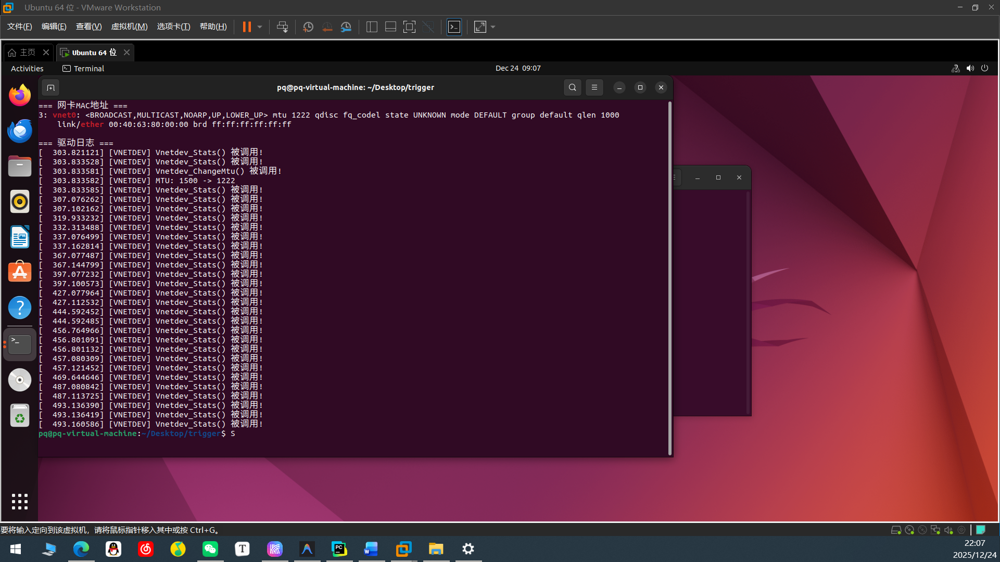 Ubuntu 64 位 - VMware Workstation
文件(F) 编辑(E) 查看(V) 虚拟机(M) 选项卡(T) 帮助(H)
主页 Ubuntu 64 位
Activities Terminal Dec 24 09:07
pq@pq-virtual-machine: ~/Desktop/trigger
=== 网卡MAC地址 ===
3: vnet0: <BROADCAST,MULTICAST,NOARP,UP,LOWER_UP> mtu 1222 qdisc fq_codel state UNKNOWN mode DEFAULT group default qlen 1000
    link/ether 00:40:63:80:00:00 brd ff:ff:ff:ff:ff:ff
=== 驱动日志 ===
[  303.821121] [VNETDEV] Vnetdev_Stats() 被调用!
[  303.833528] [VNETDEV] Vnetdev_Stats() 被调用!
[  303.833581] [VNETDEV] Vnetdev_ChangeMtu() 被调用!
[  303.833582] [VNETDEV] MTU: 1500 -> 1222
[  303.833585] [VNETDEV] Vnetdev_Stats() 被调用!
[  307.076262] [VNETDEV] Vnetdev_Stats() 被调用!
[  307.102162] [VNETDEV] Vnetdev_Stats() 被调用!
[  319.933232] [VNETDEV] Vnetdev_Stats() 被调用!
[  332.313488] [VNETDEV] Vnetdev_Stats() 被调用!
[  337.076499] [VNETDEV] Vnetdev_Stats() 被调用!
[  337.162814] [VNETDEV] Vnetdev_Stats() 被调用!
[  367.077487] [VNETDEV] Vnetdev_Stats() 被调用!
[  367.144799] [VNETDEV] Vnetdev_Stats() 被调用!
[  397.077232] [VNETDEV] Vnetdev_Stats() 被调用!
[  397.100573] [VNETDEV] Vnetdev_Stats() 被调用!
[  427.077964] [VNETDEV] Vnetdev_Stats() 被调用!
[  427.112532] [VNETDEV] Vnetdev_Stats() 被调用!
[  444.592452] [VNETDEV] Vnetdev_Stats() 被调用!
[  444.592485] [VNETDEV] Vnetdev_Stats() 被调用!
[  456.764966] [VNETDEV] Vnetdev_Stats() 被调用!
[  456.801091] [VNETDEV] Vnetdev_Stats() 被调用!
[  456.801132] [VNETDEV] Vnetdev_Stats() 被调用!
[  457.080309] [VNETDEV] Vnetdev_Stats() 被调用!
[  457.121452] [VNETDEV] Vnetdev_Stats() 被调用!
[  469.644646] [VNETDEV] Vnetdev_Stats() 被调用!
[  487.080842] [VNETDEV] Vnetdev_Stats() 被调用!
[  487.113725] [VNETDEV] Vnetdev_Stats() 被调用!
[  493.136390] [VNETDEV] Vnetdev_Stats() 被调用!
[  493.136419] [VNETDEV] Vnetdev_Stats() 被调用!
[  493.160586] [VNETDEV] Vnetdev_Stats() 被调用!
pq@pq-virtual-machine:~/Desktop/trigger$ S
要将输入定向到该虚拟机，请将鼠标指针移入其中或按 Ctrl+G。
T PC W
22:07
2025/12/24